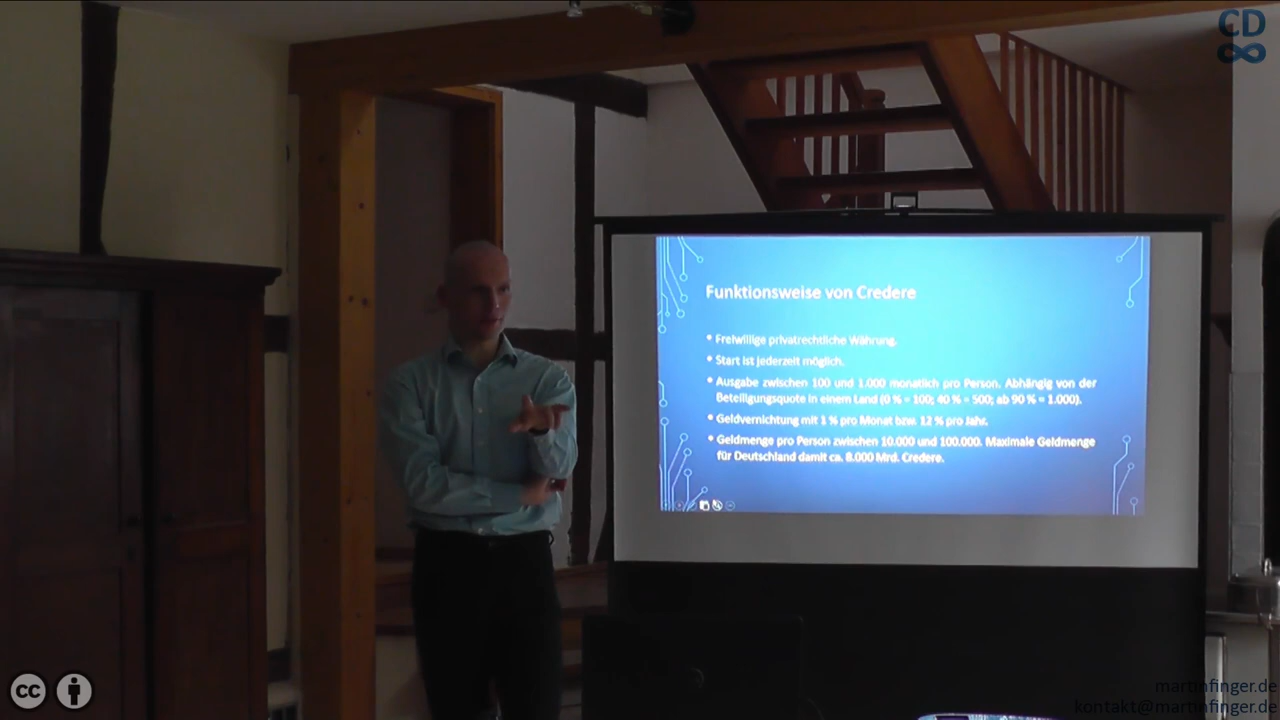 CD
Funktionsweise von Credere
• Freiwillige privatrechtliche Währung.
• Start ist jederzeit möglich.
• Ausgabe zwischen 100 und 1.000 monatlich pro Person. Abhängig von der
Beteiligungsquote in einem Land (0 % = 100; 40 % = 500; ab 90 % = 1.000).
• Geldvernichtung mit 1 % pro Monat bzw. 12 % pro Jahr.
• Geldmenge pro Person zwischen 10.000 und 100.000. Maximale Geldmenge
für Deutschland damit ca. 8.000 Mrd. Credere.
cc
martinfinger.de
kontakt@martinfinger.de